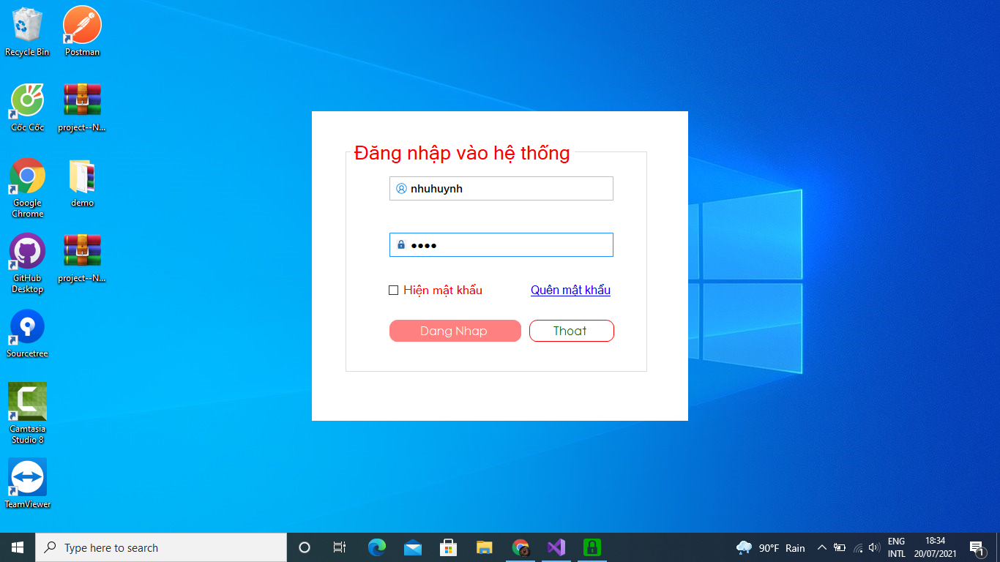 Recycle Bin
Postman
Cốc Cốc
project--N...
Google
Chrome
demo
GitHub
Desktop
project--N...
Sourcetree
Camtasia
Studio 8
TeamViewer
Đăng nhập vào hệ thống
nhuhuynh
••••
Hiện mật khẩu
Quên mật khẩu
Dang Nhap
Thoat
Type here to search
90°F Rain
ENG
INTL
18:34
20/07/2021
1